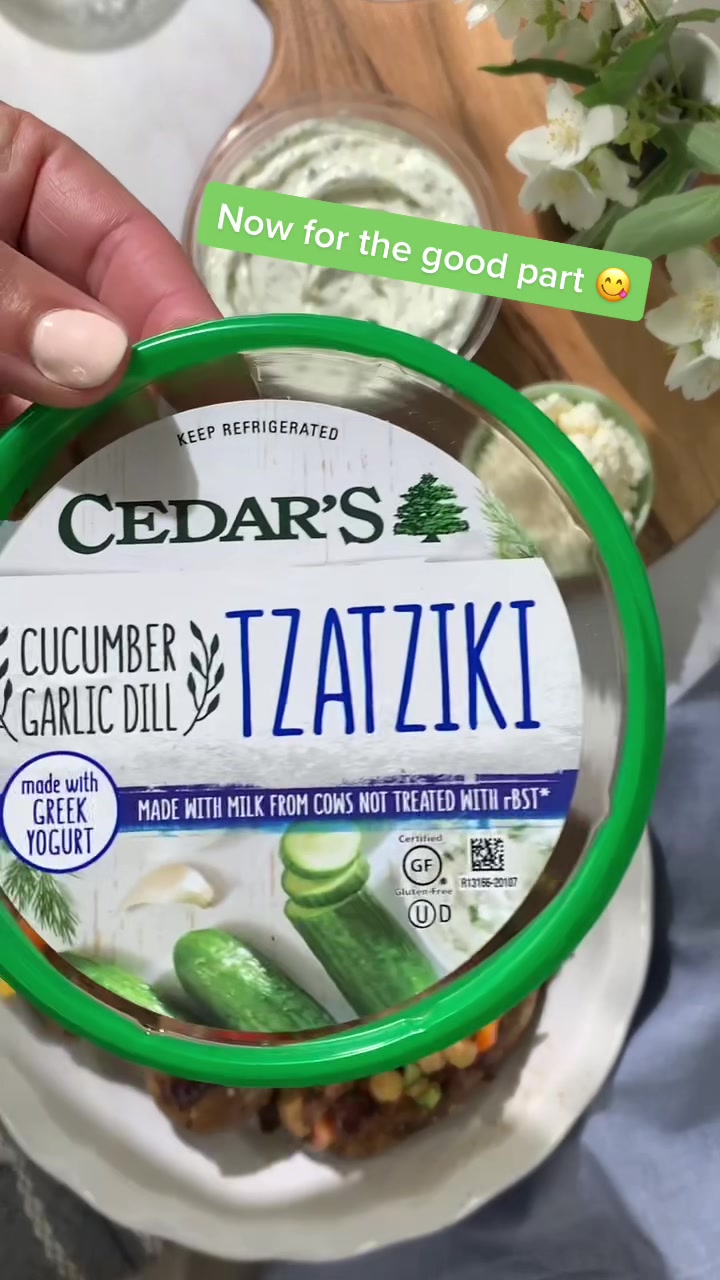 Now for the good part 😋
KEEP REFRIGERATED
CEDAR'S
CUCUMBER
GARLIC DILL
TZATZIKI
made with
GREEK
YOGURT
MADE WITH MILK FROM COWS NOT TREATED WITH rBST*
Certified
GF
Gluten-Free
U D
R13166-20107